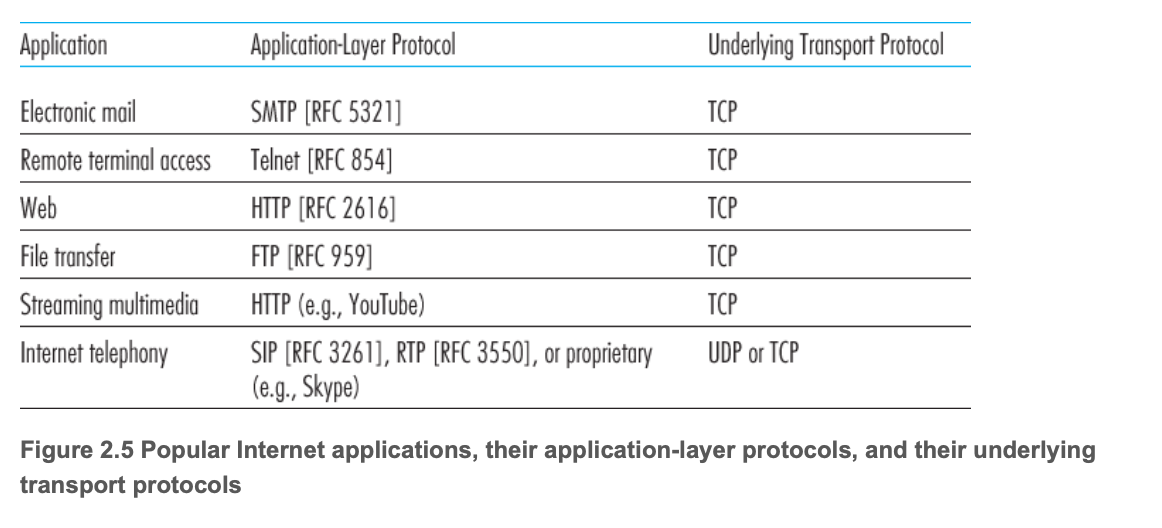 Application Application-Layer Protocol Underlying Transport Protocol
Electronic mail SMTP [RFC 5321] TCP
Remote terminal access Telnet [RFC 854] TCP
Web HTTP [RFC 2616] TCP
File transfer FTP [RFC 959] TCP
Streaming multimedia HTTP (e.g., YouTube) TCP
Internet telephony SIP [RFC 3261], RTP [RFC 3550], or proprietary UDP or TCP
(e.g., Skype)
Figure 2.5 Popular Internet applications, their application-layer protocols, and their underlying
transport protocols